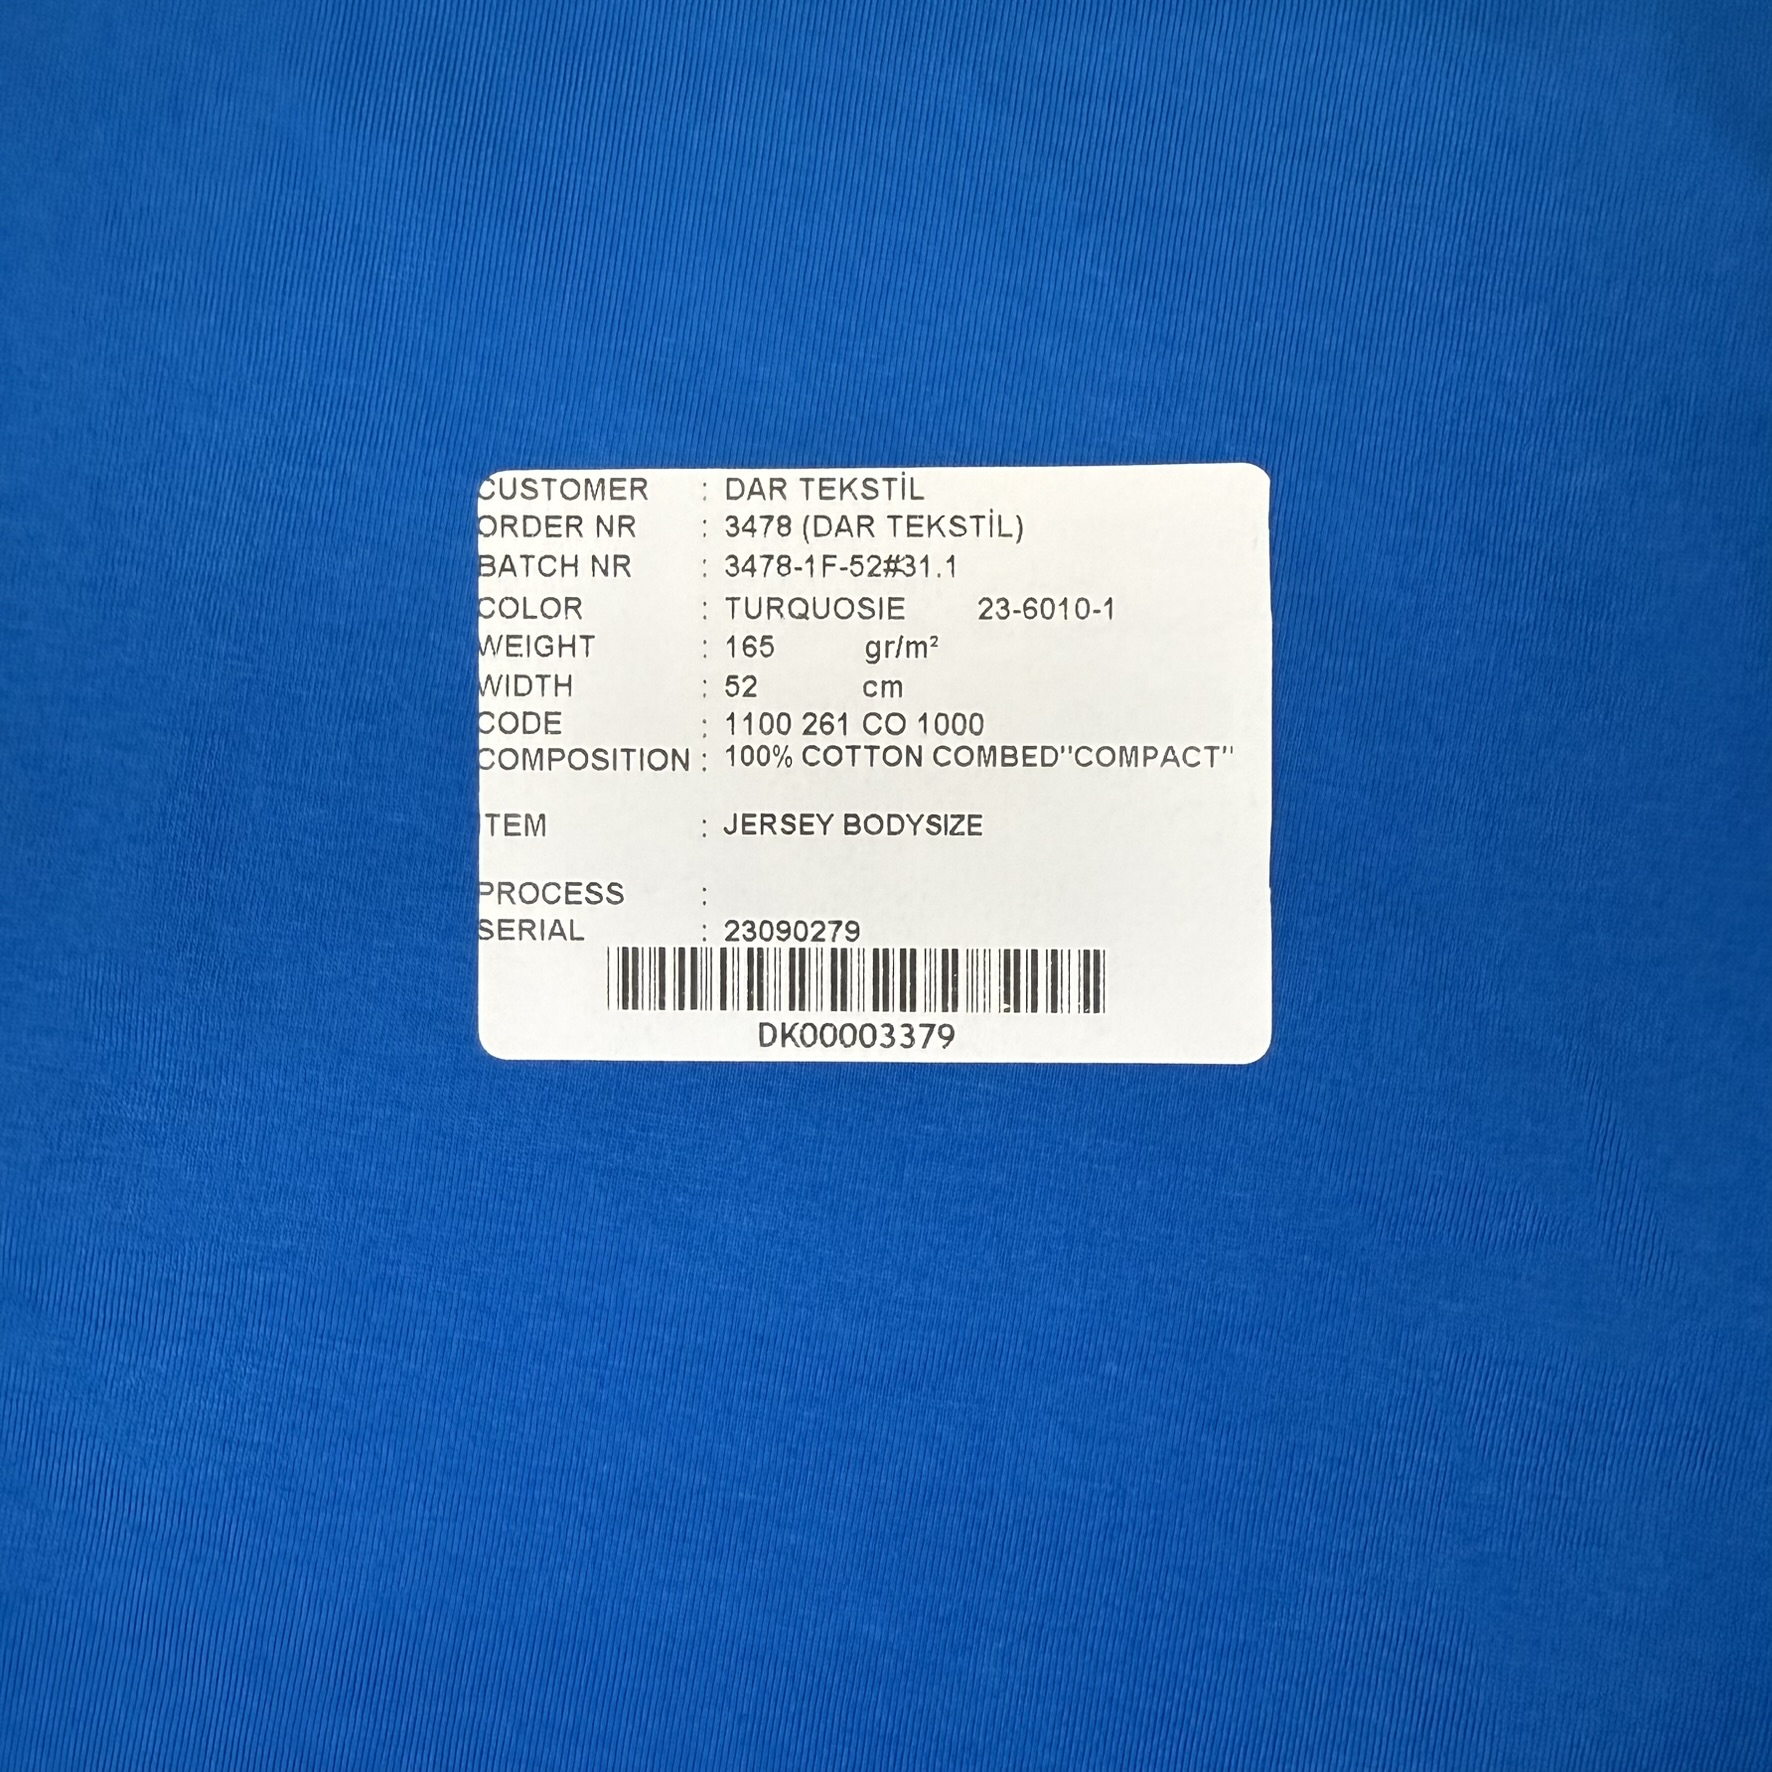 CUSTOMER : DAR TEKSTİL
ORDER NR : 3478 (DAR TEKSTİL)
BATCH NR : 3478-1F-52#31.1
COLOR : TURQUOSIE 23-6010-1
WEIGHT : 165 gr/m²
WIDTH : 52 cm
CODE : 1100 261 CO 1000
COMPOSITION : 100% COTTON COMBED"COMPACT"
ITEM : JERSEY BODYSIZE
PROCESS :
SERIAL : 23090279
DK00003379